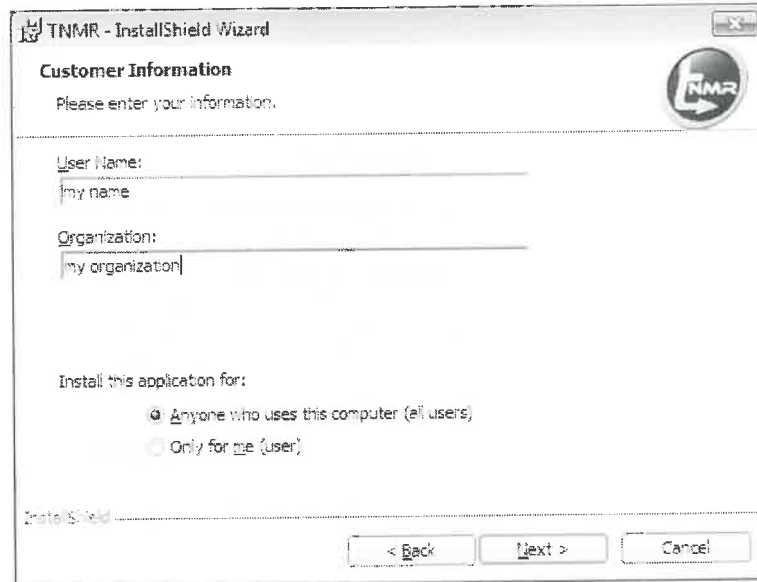 TNMR - InstallShield Wizard
Customer Information
Please enter your information.
NMR
User Name:
my name
Organization:
my organization
Install this application for:
Anyone who uses this computer (all users)
Only for me (user)
InstallShield
< Back
Next >
Cancel